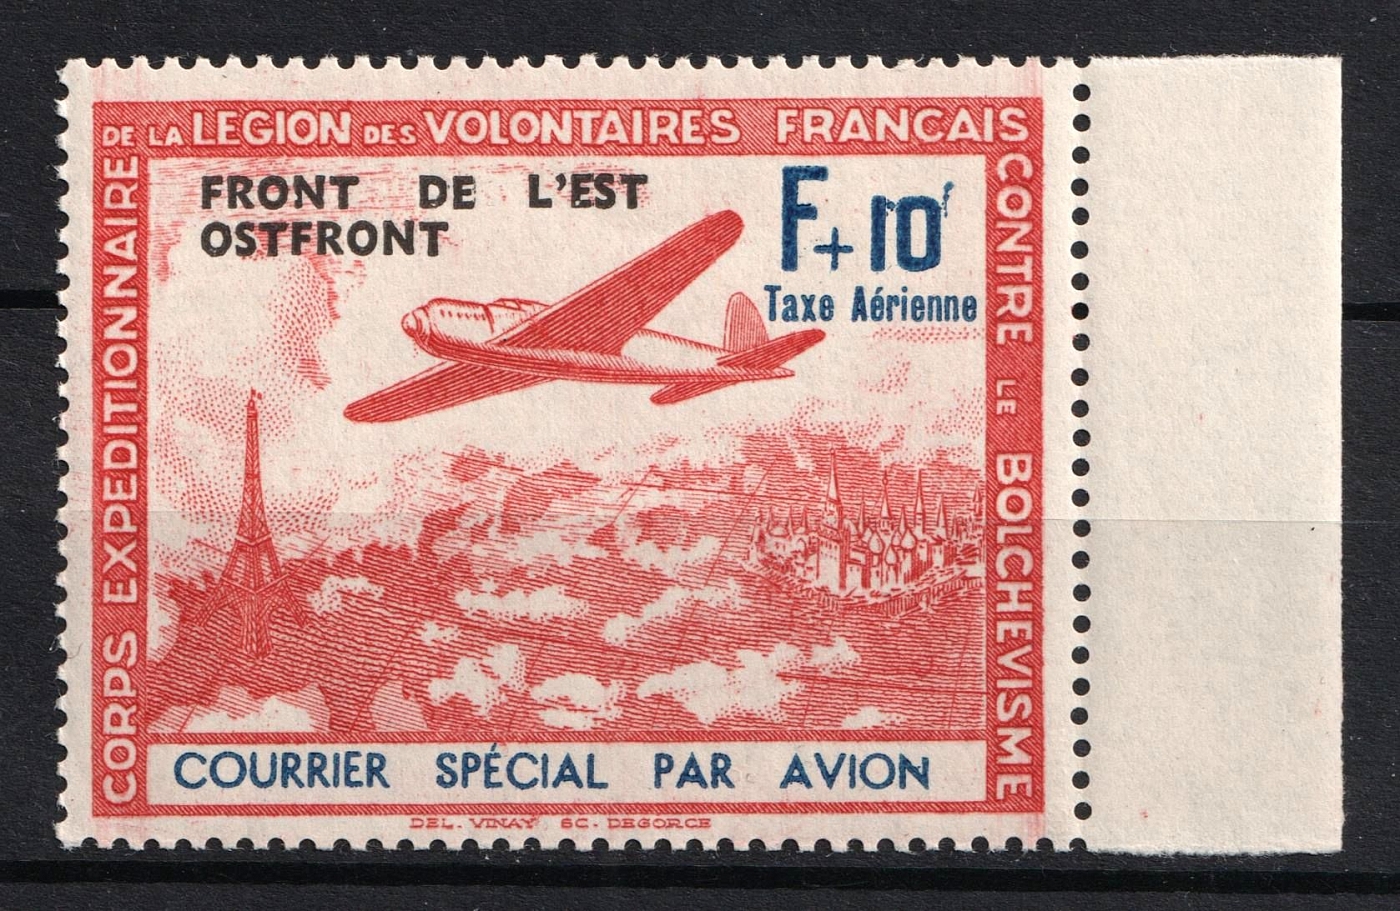 CORPS EXPEDITIONNAIRE
DE LA LEGION DES VOLONTAIRES FRANCAIS
CONTRE LE BOLCHEVISME
FRONT DE L'EST
OSTFRONT
F+10F
Taxe Aérienne
COURRIER SPÉCIAL PAR AVION
DEL. VINAY SC. DEGORCE